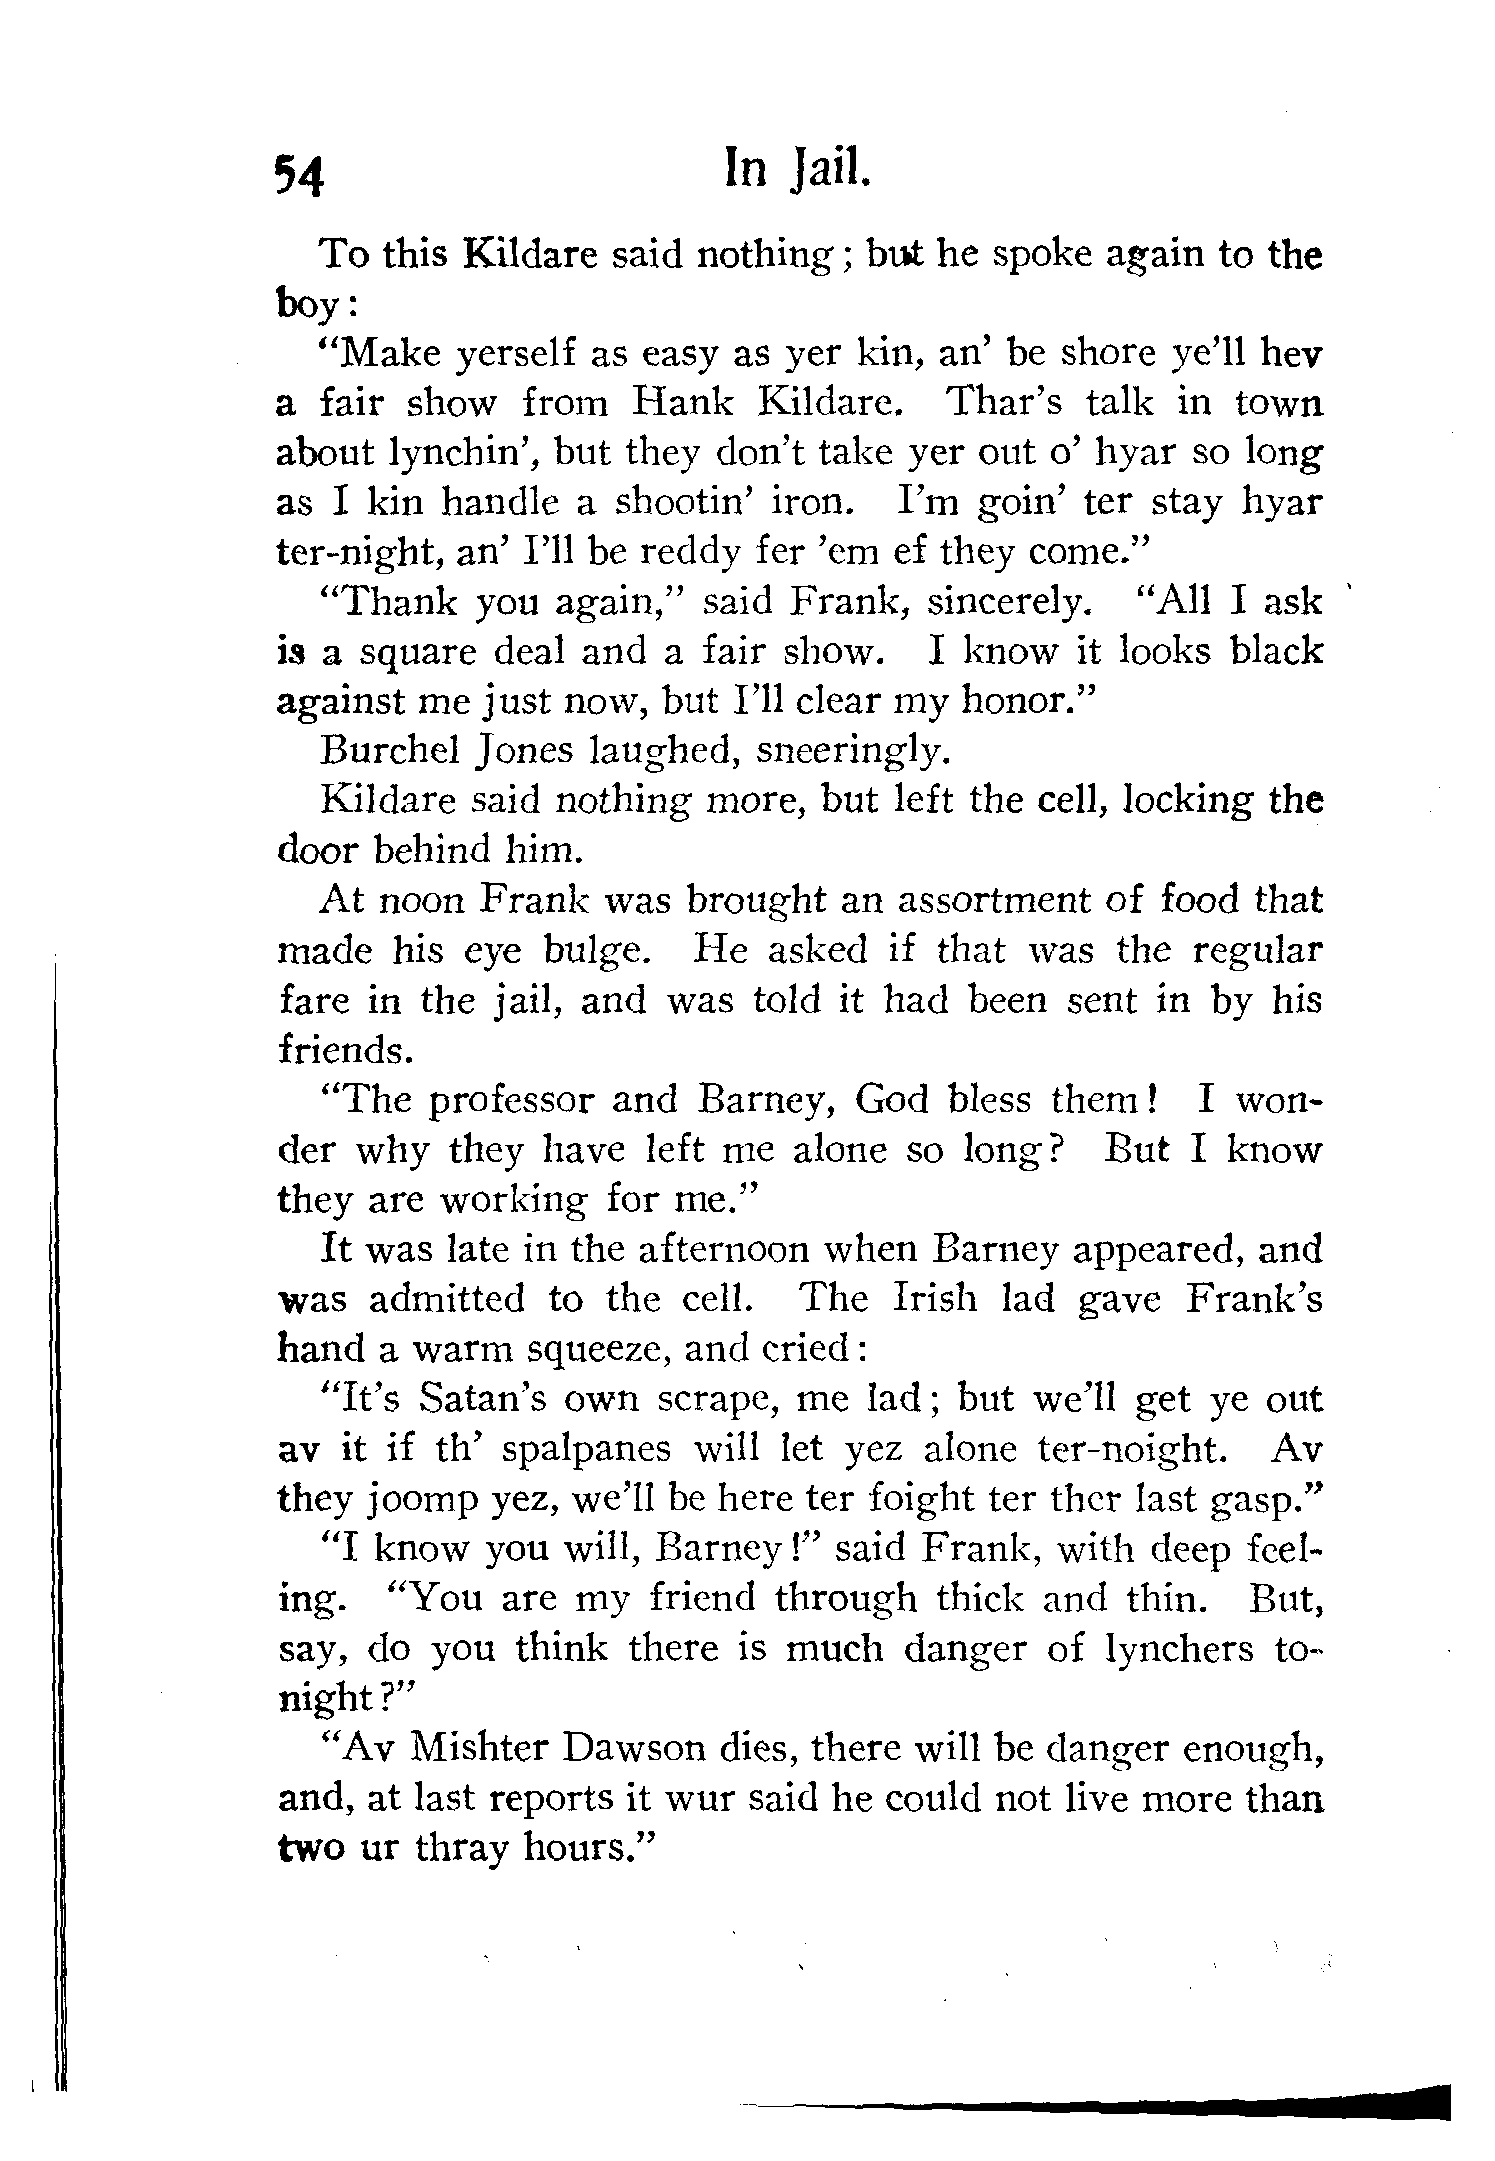 54 In Jail.
To this Kildare said nothing; but he spoke again to the
boy:
“Make yerself as easy as yer kin, an’ be shore ye’ll hev
a fair show from Hank Kildare. Thar’s talk in town
about lynchin’, but they don’t take yer out o’ hyar so long
as I kin handle a shootin’ iron. I’m goin’ ter stay hyar
ter-night, an’ I’ll be reddy fer ’em ef they come.”
“Thank you again,” said Frank, sincerely. “All I ask
is a square deal and a fair show. I know it looks black
against me just now, but I’ll clear my honor.”
Burchel Jones laughed, sneeringly.
Kildare said nothing more, but left the cell, locking the
door behind him.
At noon Frank was brought an assortment of food that
made his eye bulge. He asked if that was the regular
fare in the jail, and was told it had been sent in by his
friends.
“The professor and Barney, God bless them! I won-
der why they have left me alone so long? But I know
they are working for me.”
It was late in the afternoon when Barney appeared, and
was admitted to the cell. The Irish lad gave Frank’s
hand a warm squeeze, and cried:
“It’s Satan’s own scrape, me lad; but we’ll get ye out
av it if th’ spalpanes will let yez alone ter-noight. Av
they joomp yez, we’ll be here ter foight ter ther last gasp.”
“I know you will, Barney!” said Frank, with deep feel-
ing. “You are my friend through thick and thin. But,
say, do you think there is much danger of lynchers to-
night?”
“Av Mishter Dawson dies, there will be danger enough,
and, at last reports it wur said he could not live more than
two ur thray hours.”